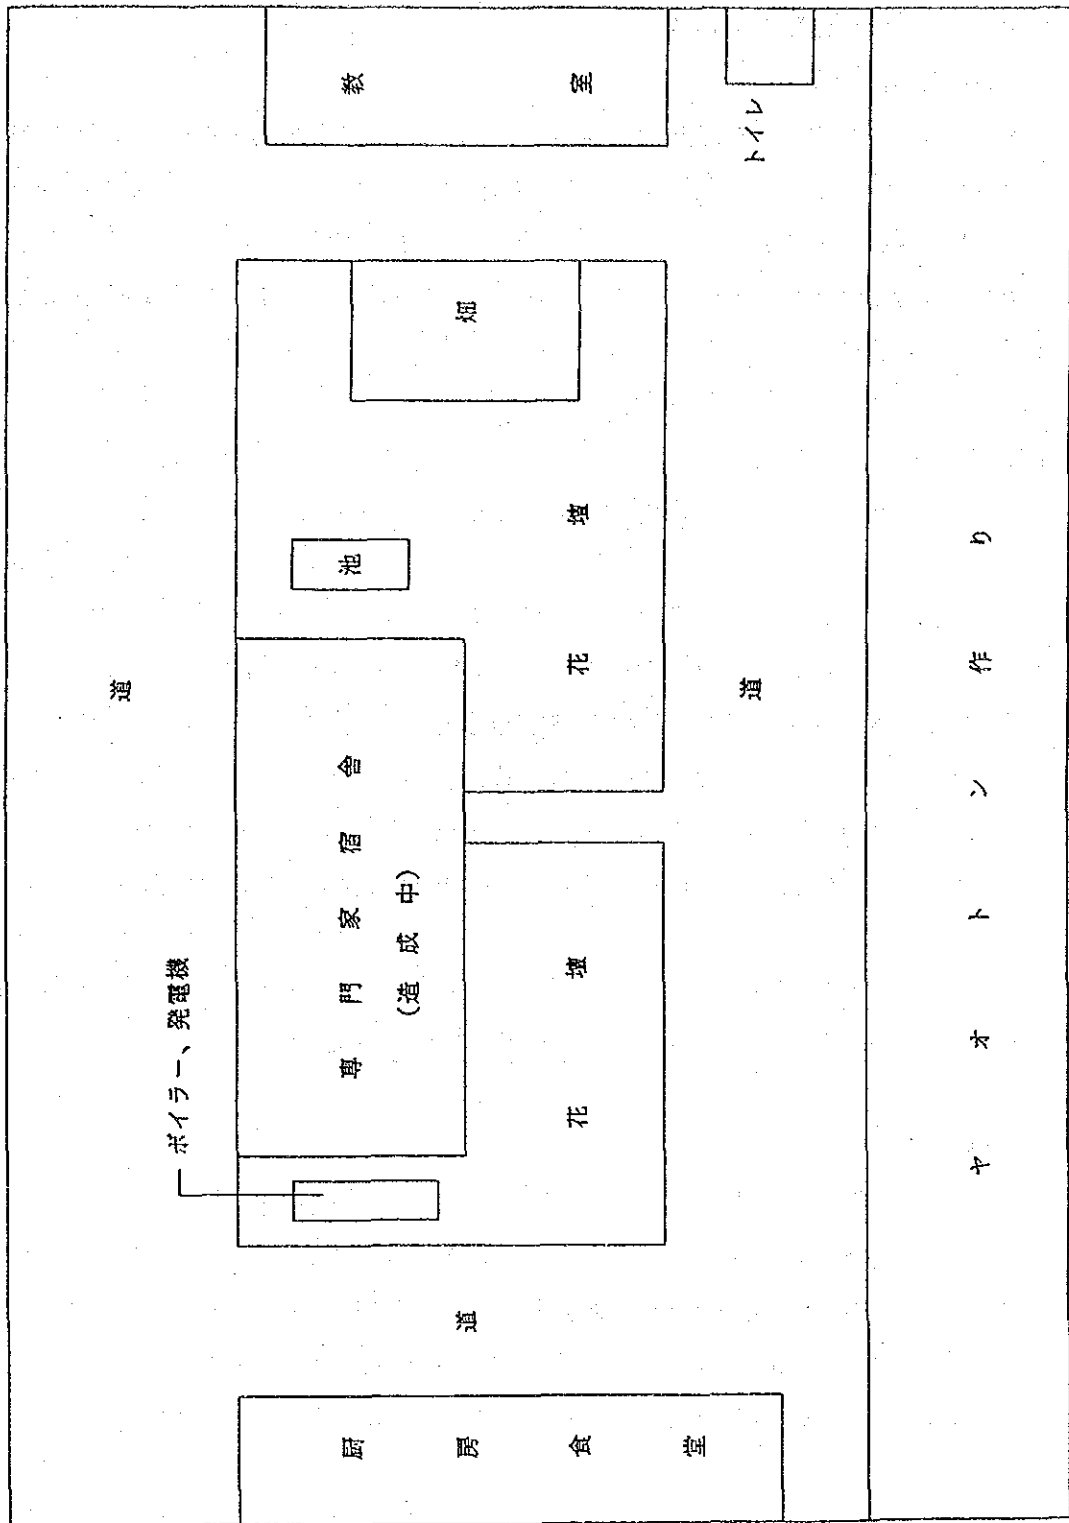 道
ボイラー、発電機
専門家宿舎
(造成中)
池
教室
厨房食堂
道
畑
花壇
花壇
道
トイレ
ヤオトン作り